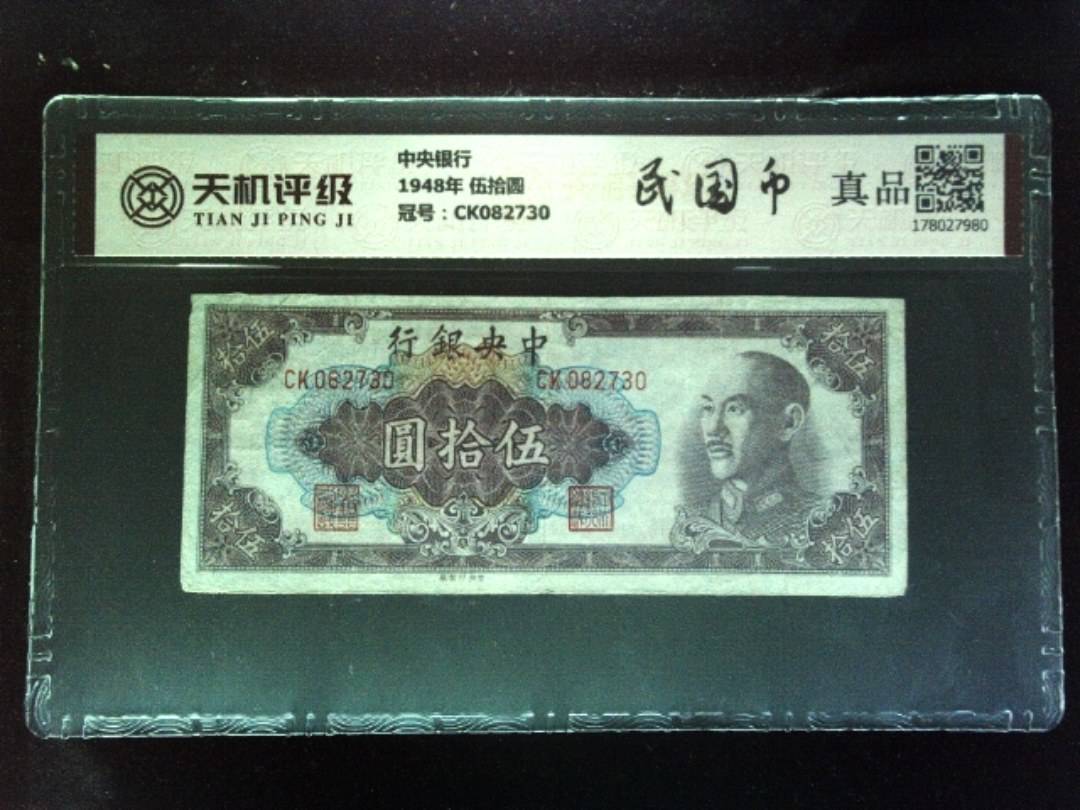 天机评级
TIAN JI PING JI
中央银行
1948年 伍拾圆
冠号：CK082730
民国币
真品
178027980
拾伍
行銀央中
拾伍
CK082730
CK082730
圓拾伍
拾伍
拾伍